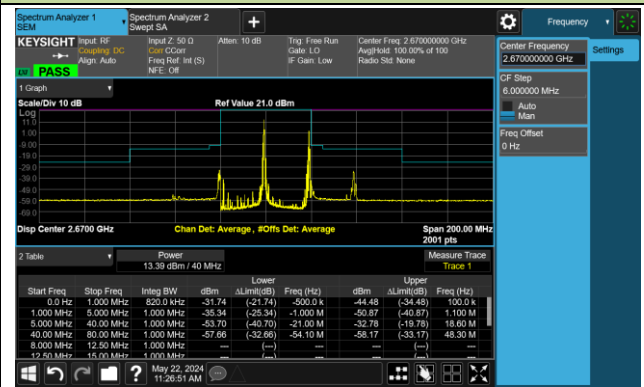 Spectrum Analyzer 1
SEM
Spectrum Analyzer 2
Swept SA
+
Frequency
KEYSIGHT
Input: RF
Coupling: DC
Align: Auto
Input Z: 50 Ω
Corr CCorr
Freq Ref: Int (S)
NFE: Off
Atten: 10 dB
Trig: Free Run
Gate: LO
IF Gain: Low
Center Freq: 2.670000000 GHz
Avg|Hold: 100.00% of 100
Radio Std: None
PASS
Center Frequency
2.670000000 GHz
Settings
CF Step
6.000000 MHz
Auto
Man
Freq Offset
0 Hz
1 Graph
Scale/Div 10 dB
Ref Value 21.0 dBm
Log
11.0
1.00
-9.00
-19.0
-29.0
-39.0
-49.0
-59.0
-69.0
Disp Center 2.6700 GHz
Chan Det: Average , #Offs Det: Average
Span 200.00 MHz
2001 pts
2 Table
Power
13.39 dBm / 40 MHz
Measure Trace
Trace 1
Lower Upper
Start Freq Stop Freq Integ BW dBm ΔLimit(dB) Freq (Hz) dBm ΔLimit(dB) Freq (Hz)
0.0 Hz 1.000 MHz 820.0 kHz -31.74 (-21.74) -500.0 k -44.48 (-34.48) 100.0 k
1.000 MHz 5.000 MHz 1.000 MHz -35.34 (-25.34) -1.000 M -50.87 (-40.87) 1.100 M
5.000 MHz 40.00 MHz 1.000 MHz -53.70 (-40.70) -21.00 M -32.78 (-19.78) 18.60 M
40.00 MHz 80.00 MHz 1.000 MHz -57.66 (-32.66) -54.10 M -58.17 (-33.17) 48.30 M
8.000 MHz 12.50 MHz 1.000 MHz --- (---) --- --- (---) ---
12.50 MHz 15.00 MHz 1.000 MHz --- (---) --- --- (---) ---
?
May 22, 2024
11:26:51 AM